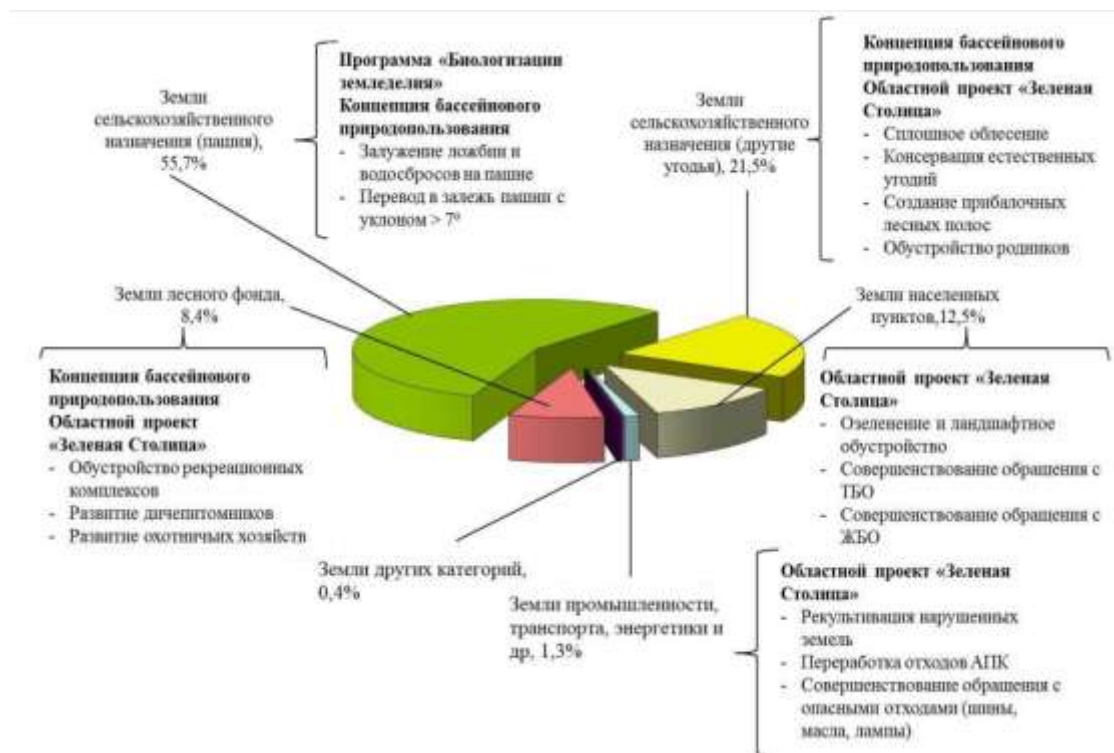 Земли
сельскохозяйственного
назначения (пашня),
55,7%
Программа «Биологизации
земледелия»
Концепция бассейнового
природопользования
- Залужение ложбин и
водосбросов на пашне
- Перевод в залежь пашни с
уклоном > 7⁰
Земли
сельскохозяйственного
назначения (другие
угодья), 21,5%
Концепция бассейнового
природопользования
Областной проект «Зеленая
Столица»
- Сплошное облесение
- Консервация естественных
угодий
- Создание прибалочных
лесных полос
- Обустройство родников
Земли лесного фонда,
8,4%
Концепция бассейнового
природопользования
Областной проект
«Зеленая Столица»
- Обустройство рекреационных
комплексов
- Развитие дичепитомников
- Развитие охотничьих хозяйств
Земли населенных
пунктов,12,5%
Областной проект «Зеленая
Столица»
- Озеленение и ландшафтное
обустройство
- Совершенствование обращения с
ТБО
- Совершенствование обращения с
ЖБО
Земли других категорий,
0,4%
Земли промышленности,
транспорта, энергетики и
др, 1,3%
Областной проект «Зеленая
Столица»
- Рекультивация нарушенных
земель
- Переработка отходов АПК
- Совершенствование обращения с
опасными отходами (шины,
масла, лампы)